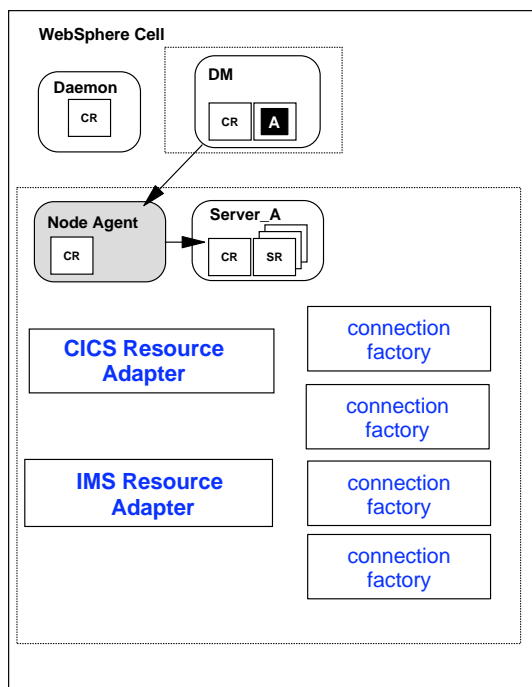 WebSphere Cell
Daemon
CR
DM
CR
A
Node Agent
CR
Server_A
CR
SR
CICS Resource
Adapter
connection
factory
connection
factory
IMS Resource
Adapter
connection
factory
connection
factory